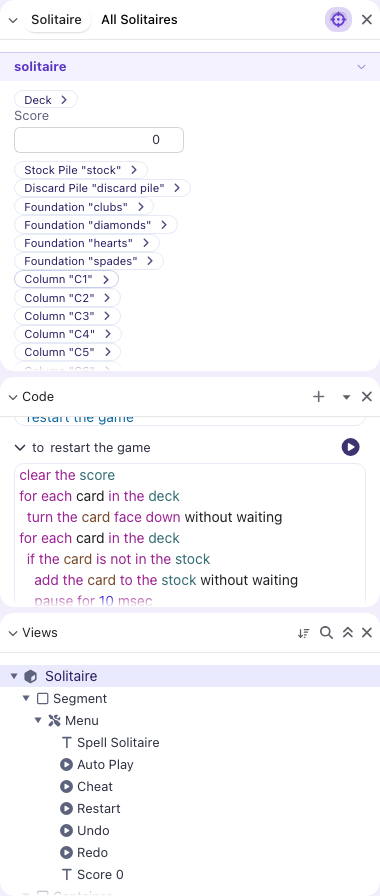 Solitaire All Solitaires
solitaire
Deck
Score
0
Stock Pile "stock"
Discard Pile "discard pile"
Foundation "clubs"
Foundation "diamonds"
Foundation "hearts"
Foundation "spades"
Column "C1"
Column "C2"
Column "C3"
Column "C4"
Column "C5"
Code
restart the game
to restart the game
clear the score
for each card in the deck
turn the card face down without waiting
for each card in the deck
if the card is not in the stock
add the card to the stock without waiting
pause for 10 msec
Views
Solitaire
Segment
Menu
Spell Solitaire
Auto Play
Cheat
Restart
Undo
Redo
Score 0